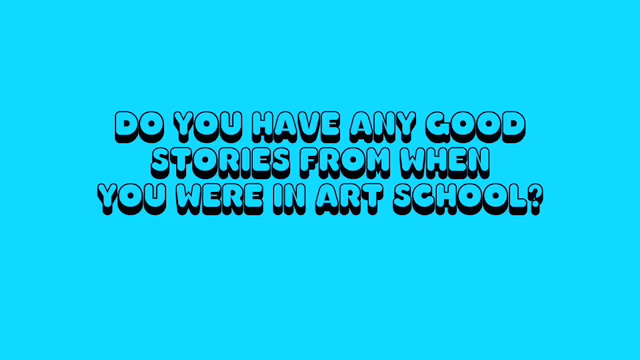 DO YOU HAVE ANY GOOD
STORIES FROM WHEN
YOU WERE IN ART SCHOOL?